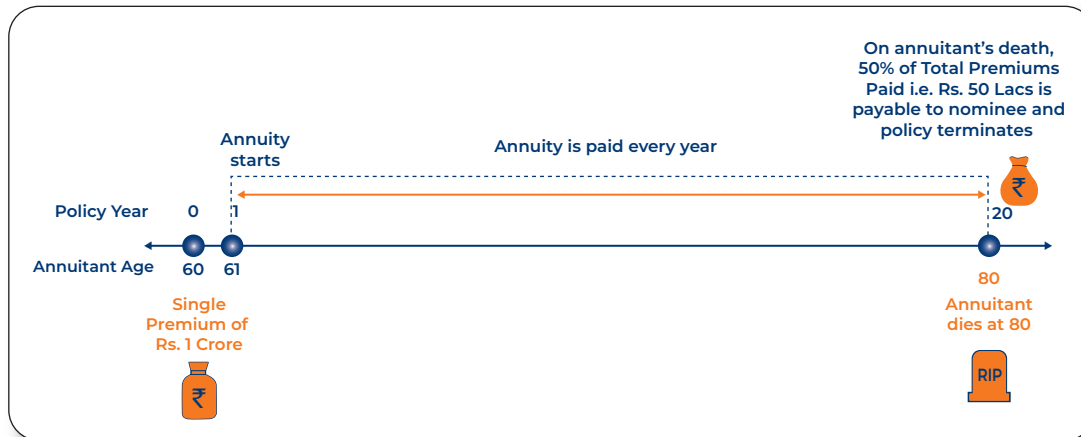 On annuitant's death,
50% of Total Premiums
Paid i.e. Rs. 50 Lacs is
payable to nominee and
policy terminates
Annuity
starts
Annuity is paid every year
₹
Policy Year 0 1 20
Annuitant Age 60 61 80
Single
Premium of
Rs. 1 Crore
₹
Annuitant
dies at 80
RIP